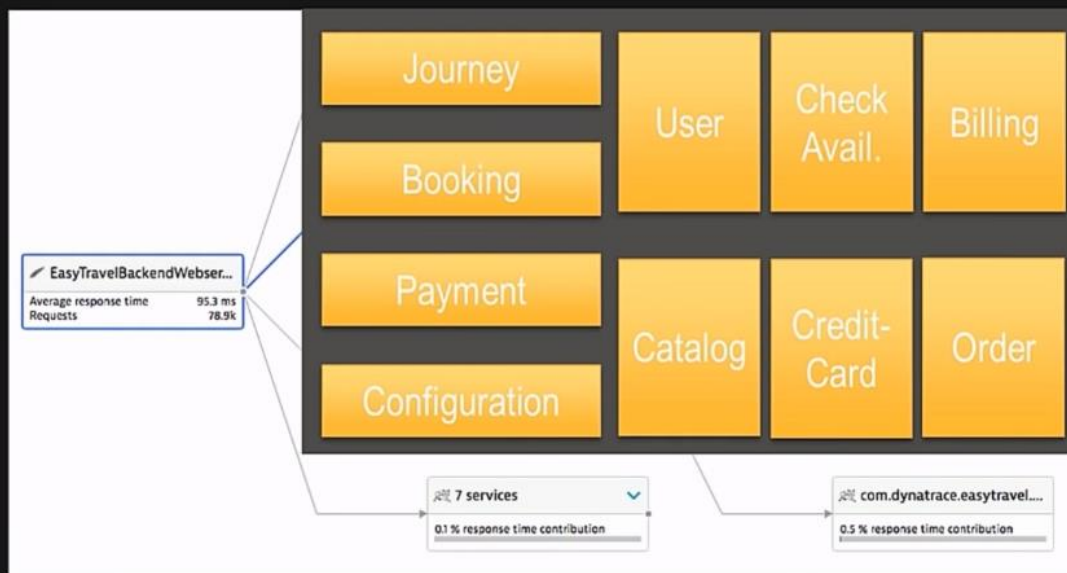 Journey
Booking
Payment
Configuration
User
Check
Avail.
Billing
Catalog
Credit-
Card
Order
EasyTravelBackendWebser...
Average response time 95.3 ms
Requests 78.9k
7 services
0.1 % response time contribution
com.dynatrace.easytravel....
0.5 % response time contribution